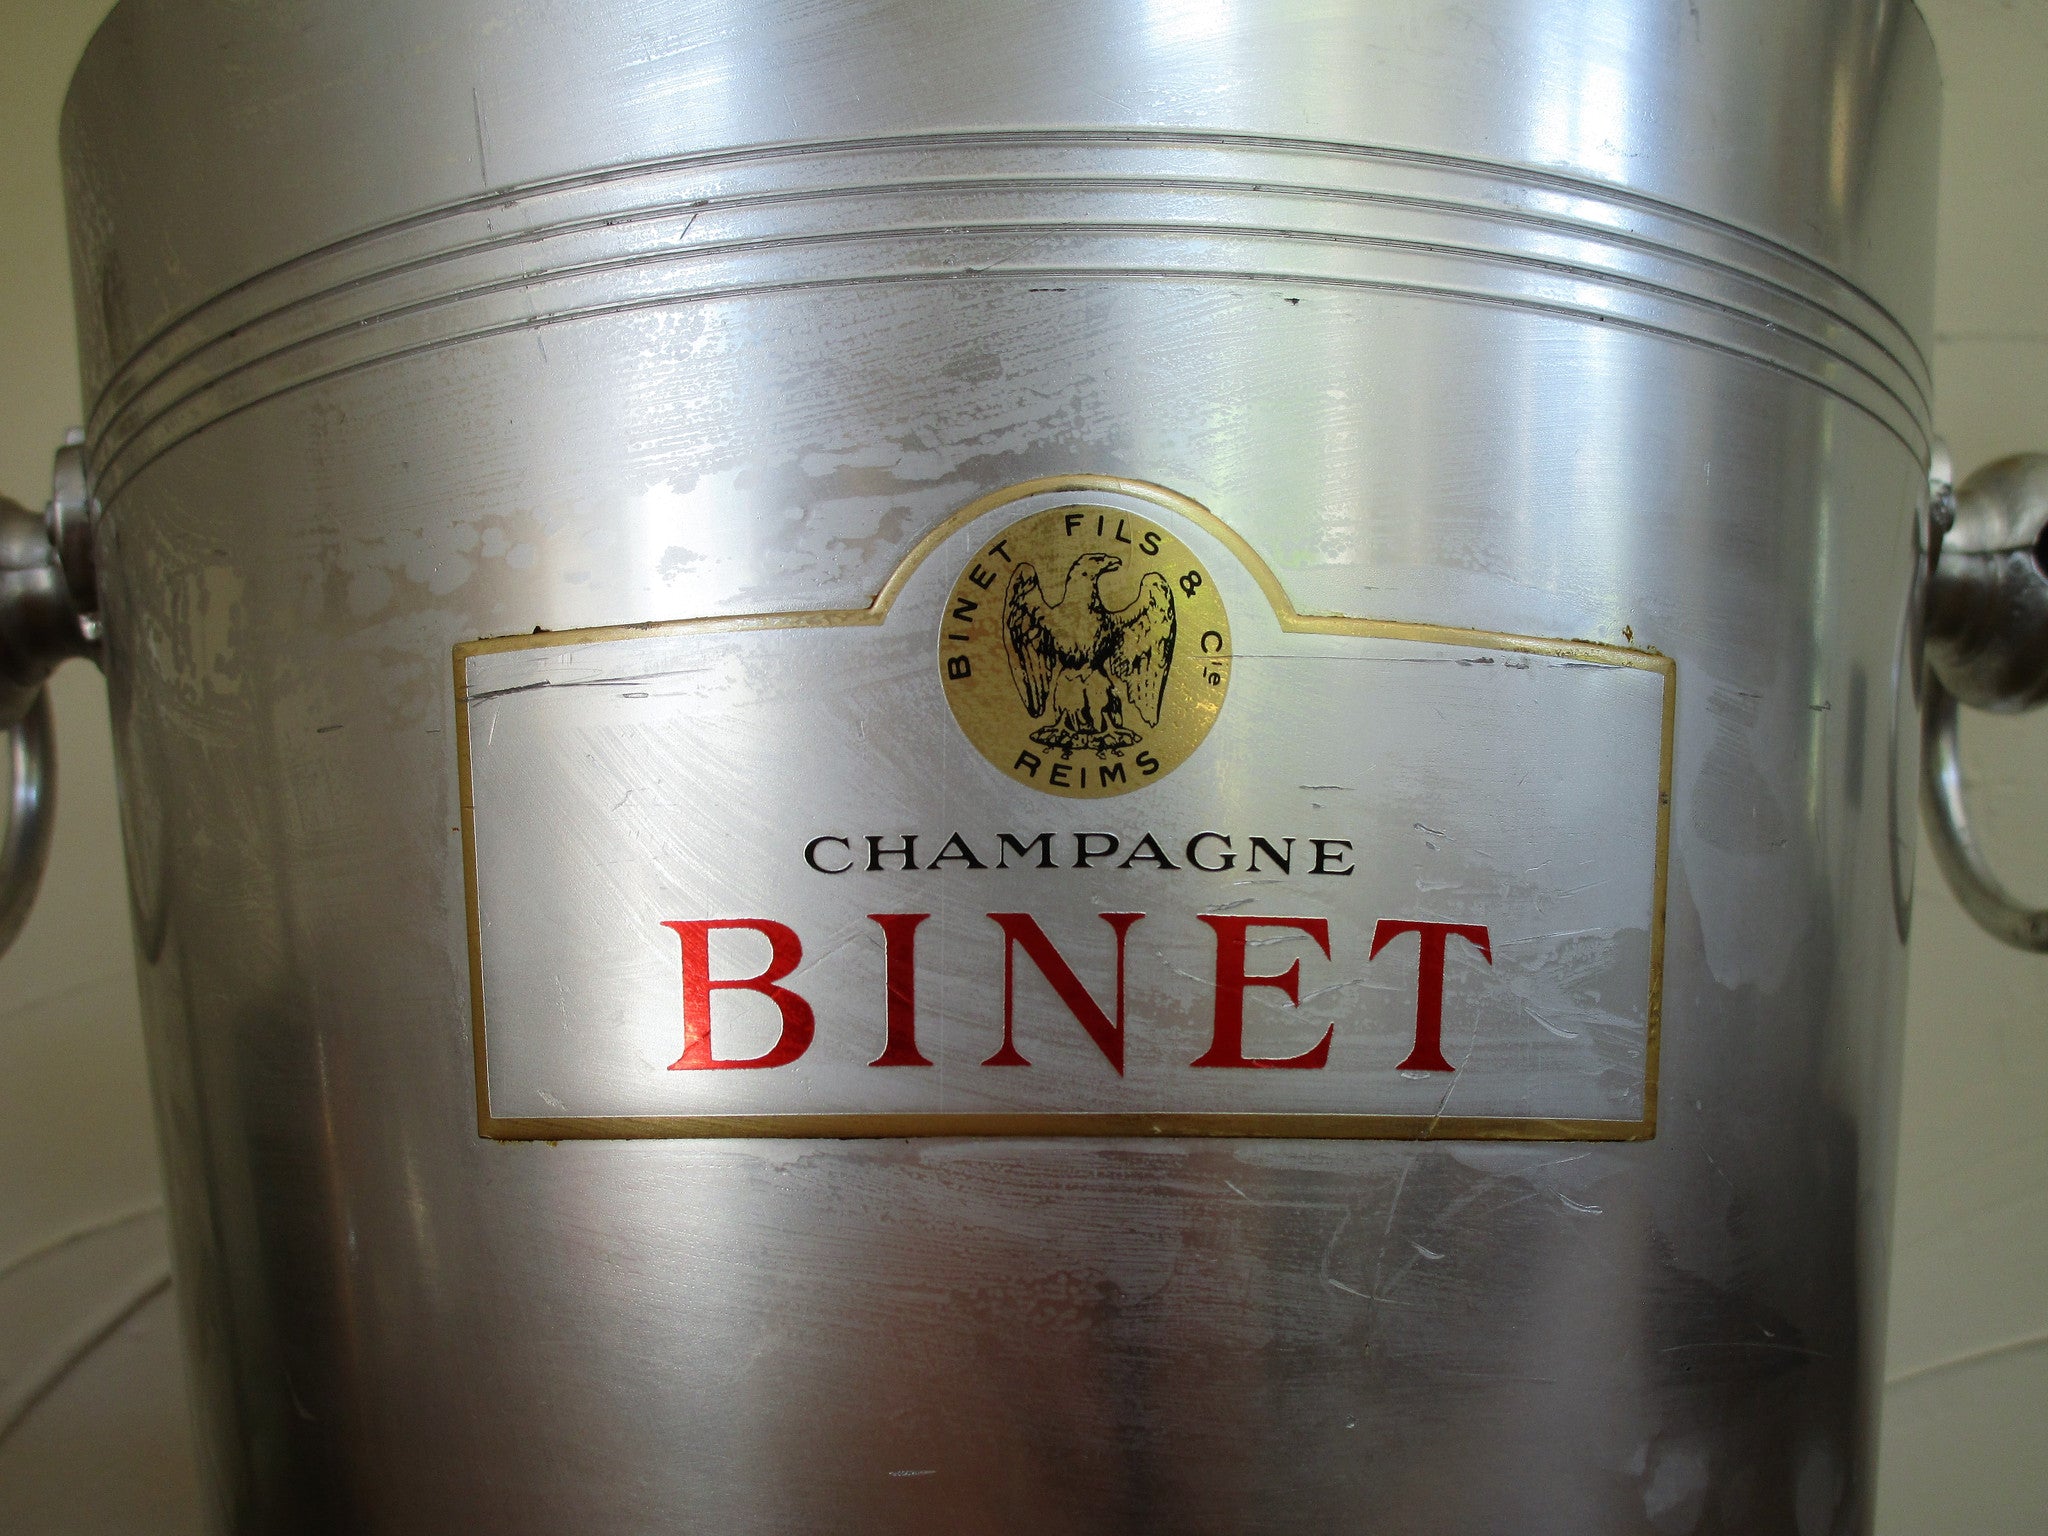 BINET FILS & Cie
REIMS
CHAMPAGNE
BINET